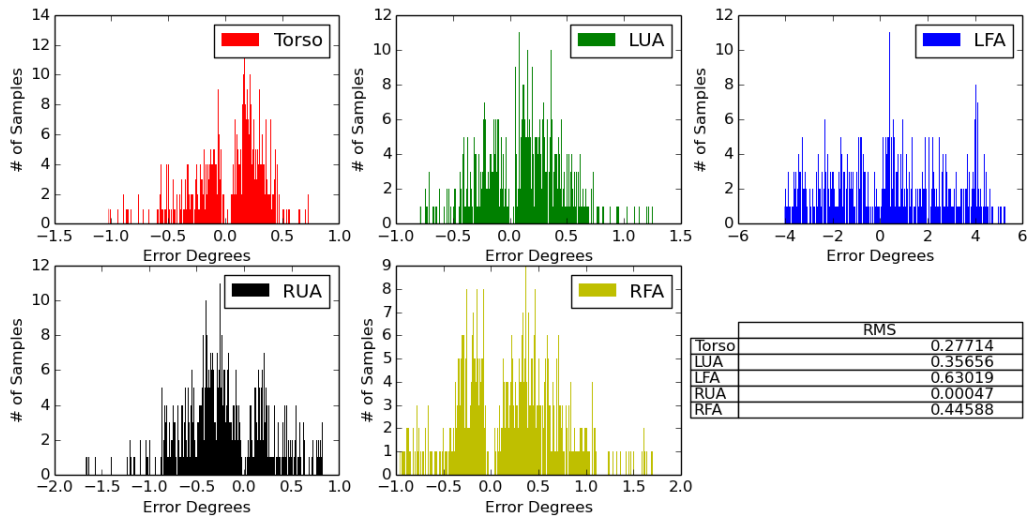 Torso
# of Samples
14
12
10
8
6
4
2
0
−1.5 −1.0 −0.5 0.0 0.5 1.0
Error Degrees
LUA
# of Samples
12
10
8
6
4
2
0
−1.0 −0.5 0.0 0.5 1.0 1.5
Error Degrees
LFA
# of Samples
12
10
8
6
4
2
0
−6 −4 −2 0 2 4 6
Error Degrees
RUA
# of Samples
12
10
8
6
4
2
0
−2.0 −1.5 −1.0 −0.5 0.0 0.5 1.0
Error Degrees
RFA
# of Samples
9
8
7
6
5
4
3
2
1
0
−1.0 −0.5 0.0 0.5 1.0 1.5 2.0
Error Degrees
RMS
Torso 0.27714
LUA 0.35656
LFA 0.63019
RUA 0.00047
RFA 0.44588